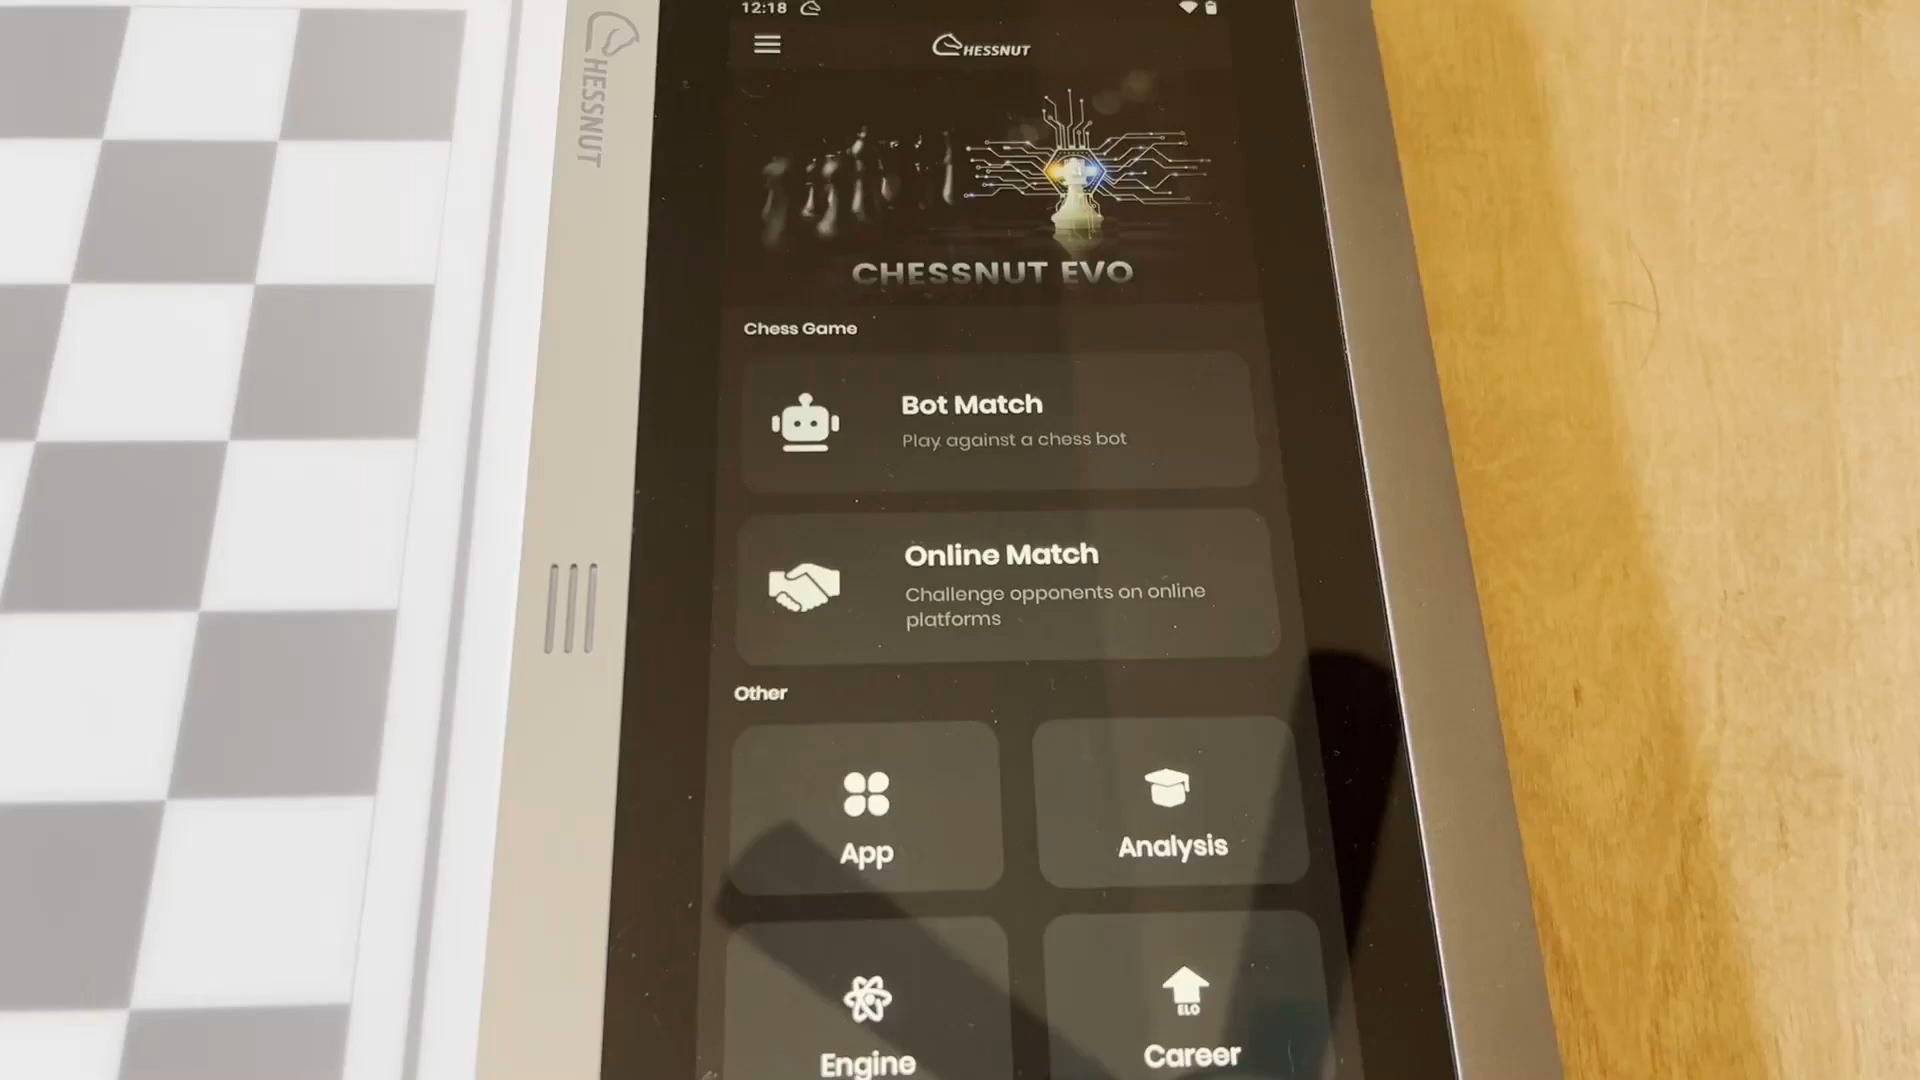 12:18
CHESSNUT
HESSNUT
CHESSNUT EVO
Chess Game
Bot Match
Play against a chess bot
Online Match
Challenge opponents on online
platforms
Other
App
Analysis
ELO
Engine
Career